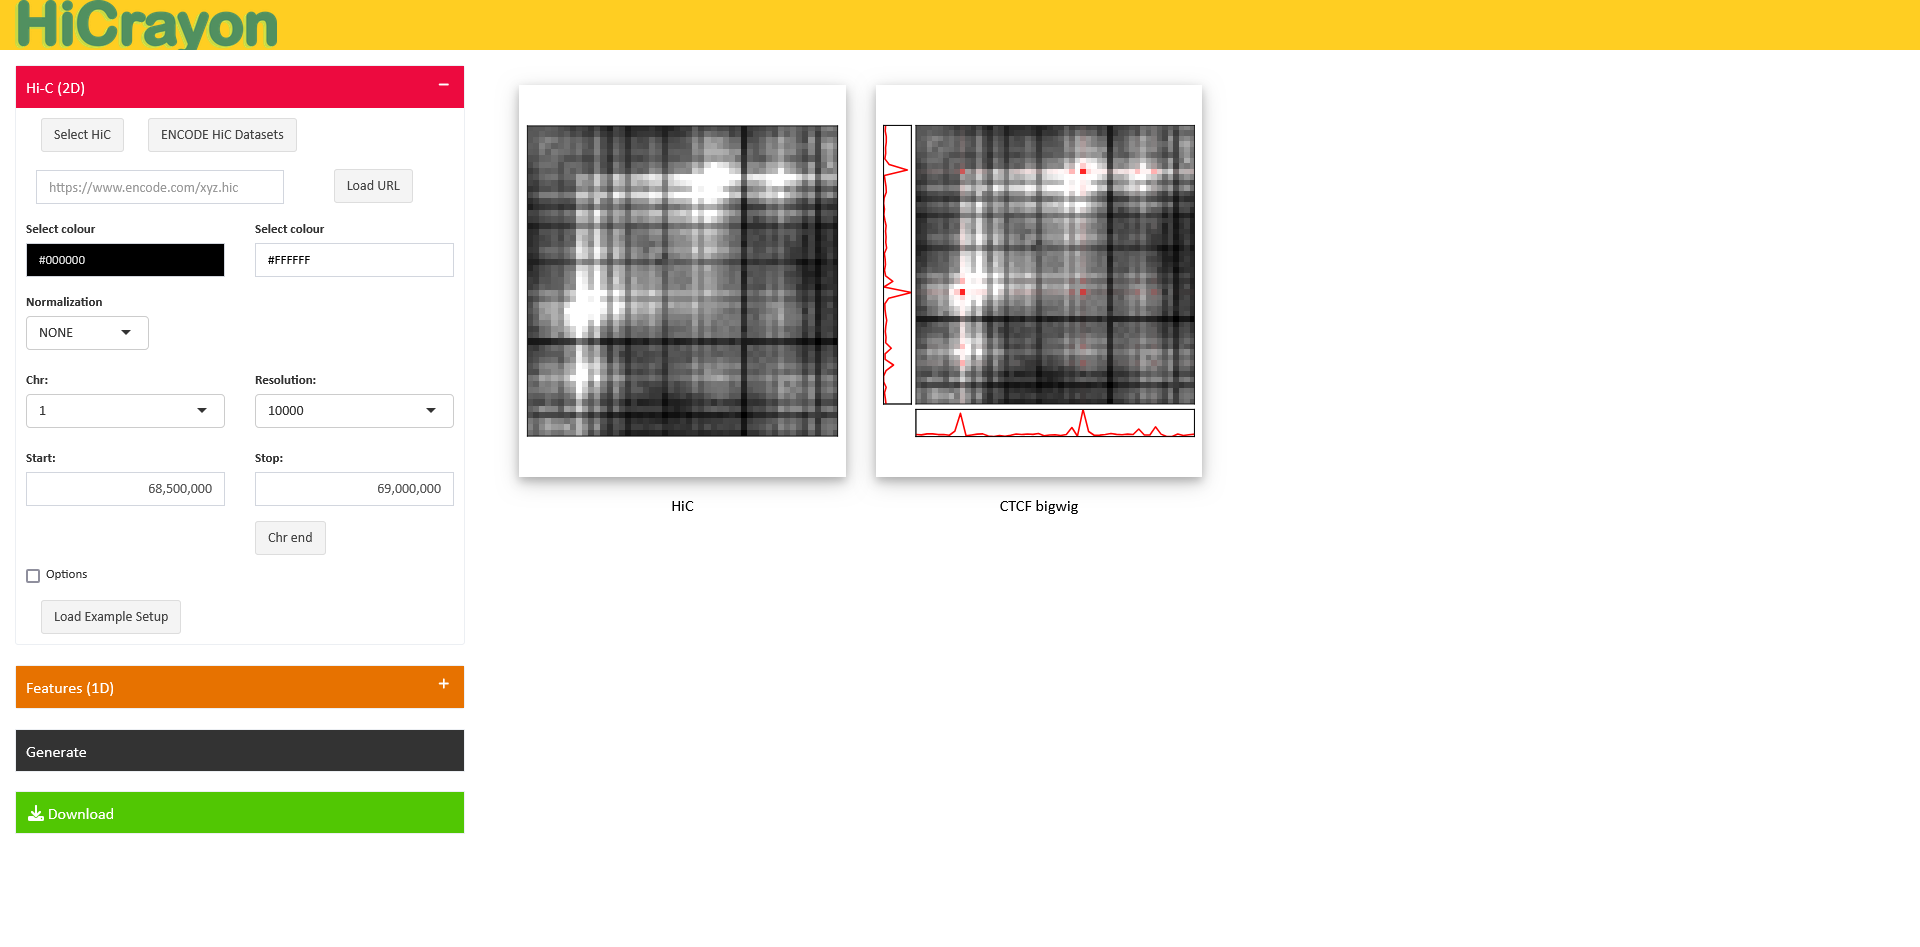 HiCrayon
Hi-C (2D)
Select HiC
ENCODE HiC Datasets
https://www.encode.com/xyz.hic
Load URL
Select colour
Select colour
#000000
#FFFFFF
Normalization
NONE
Chr:
Resolution:
1
10000
Start:
Stop:
68,500,000
69,000,000
Chr end
Options
Load Example Setup
Features (1D)
Generate
Download
HiC
CTCF bigwig